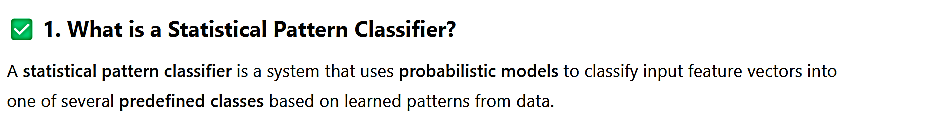 ✅ 1. What is a Statistical Pattern Classifier?
A statistical pattern classifier is a system that uses probabilistic models to classify input feature vectors into
one of several predefined classes based on learned patterns from data.